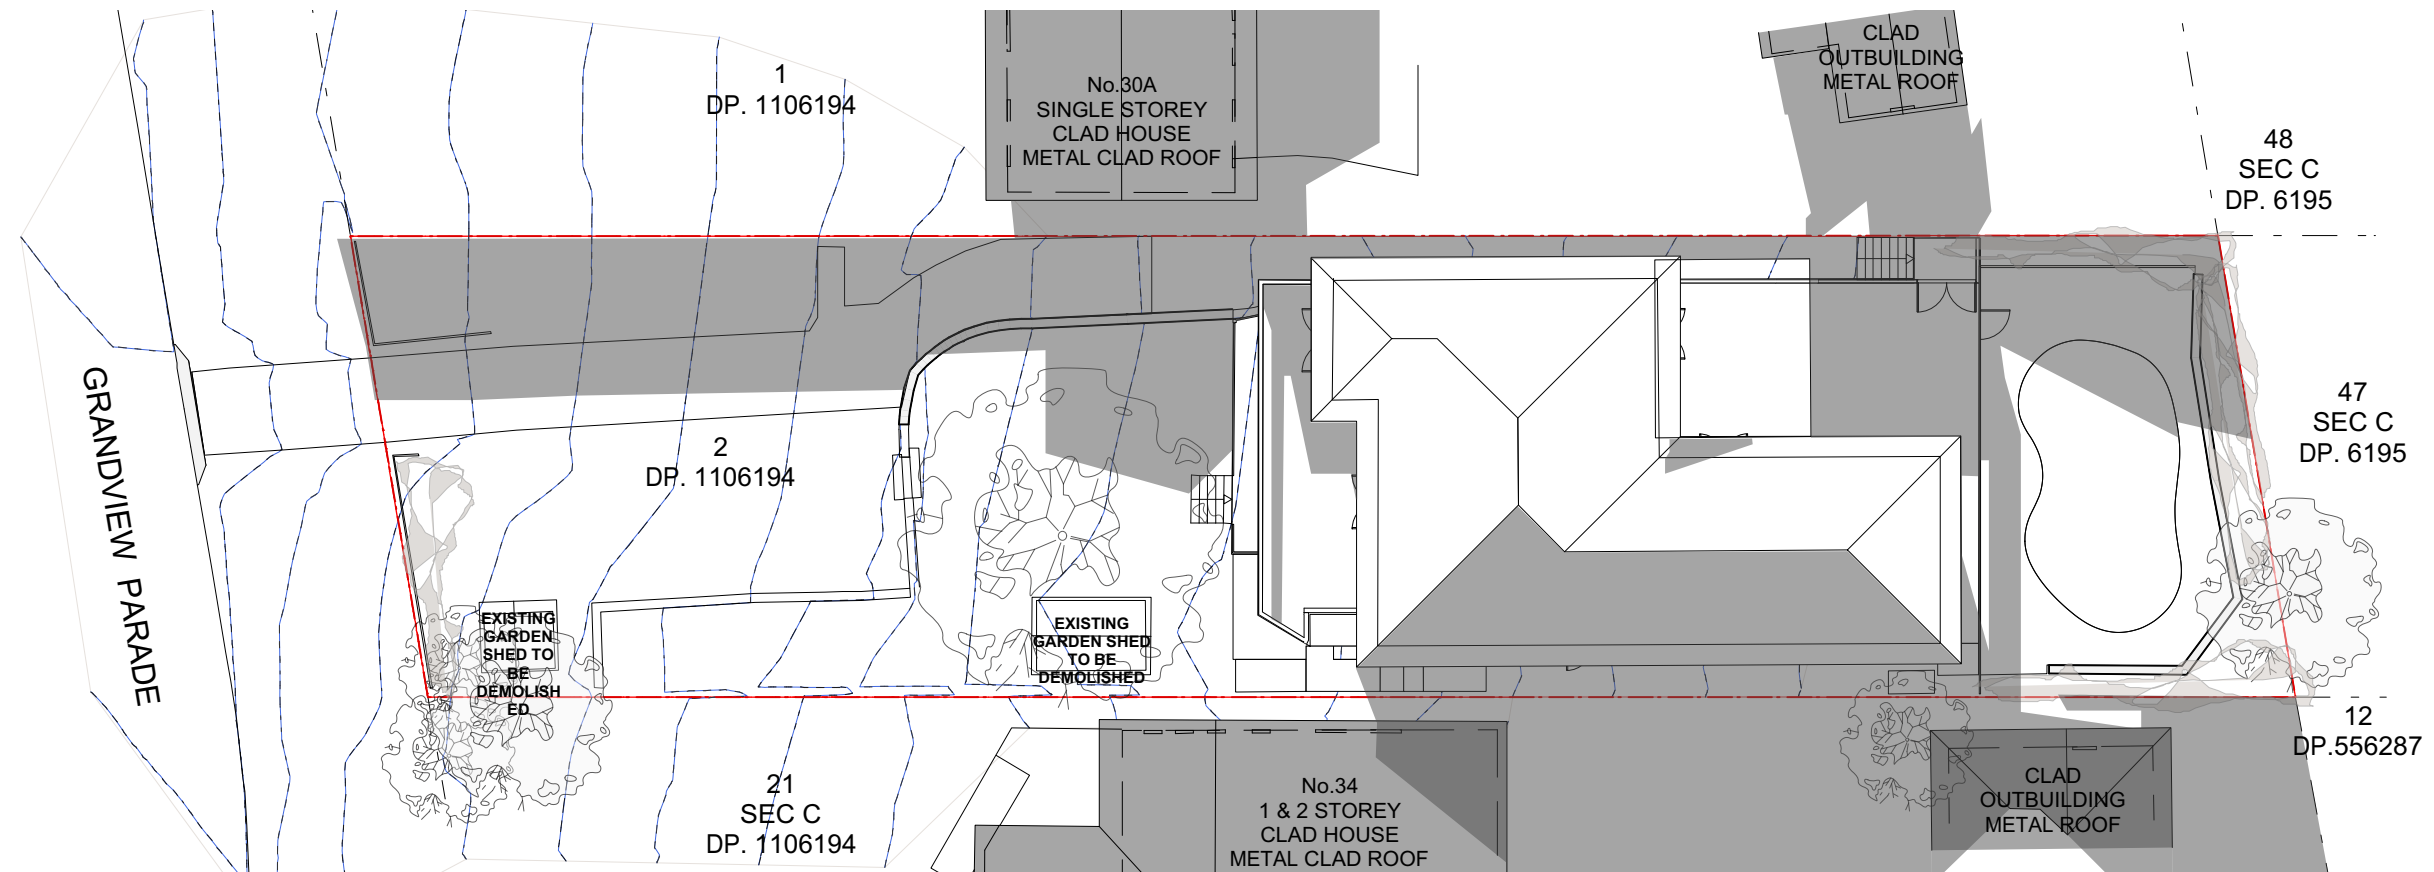 1
DP. 1106194
No.30A
SINGLE STOREY
CLAD HOUSE
METAL CLAD ROOF
CLAD
OUTBUILDING
METAL ROOF
48
SEC C
DP. 6195
GRANDVIEW PARADE
2
DP. 1106194
47
SEC C
DP. 6195
EXISTING
GARDEN
SHED TO
BE
DEMOLISH
ED
EXISTING
GARDEN SHED
TO BE
DEMOLISHED
21
SEC C
DP. 1106194
No.34
1 & 2 STOREY
CLAD HOUSE
METAL CLAD ROOF
CLAD
OUTBUILDING
METAL ROOF
12
DP.556287